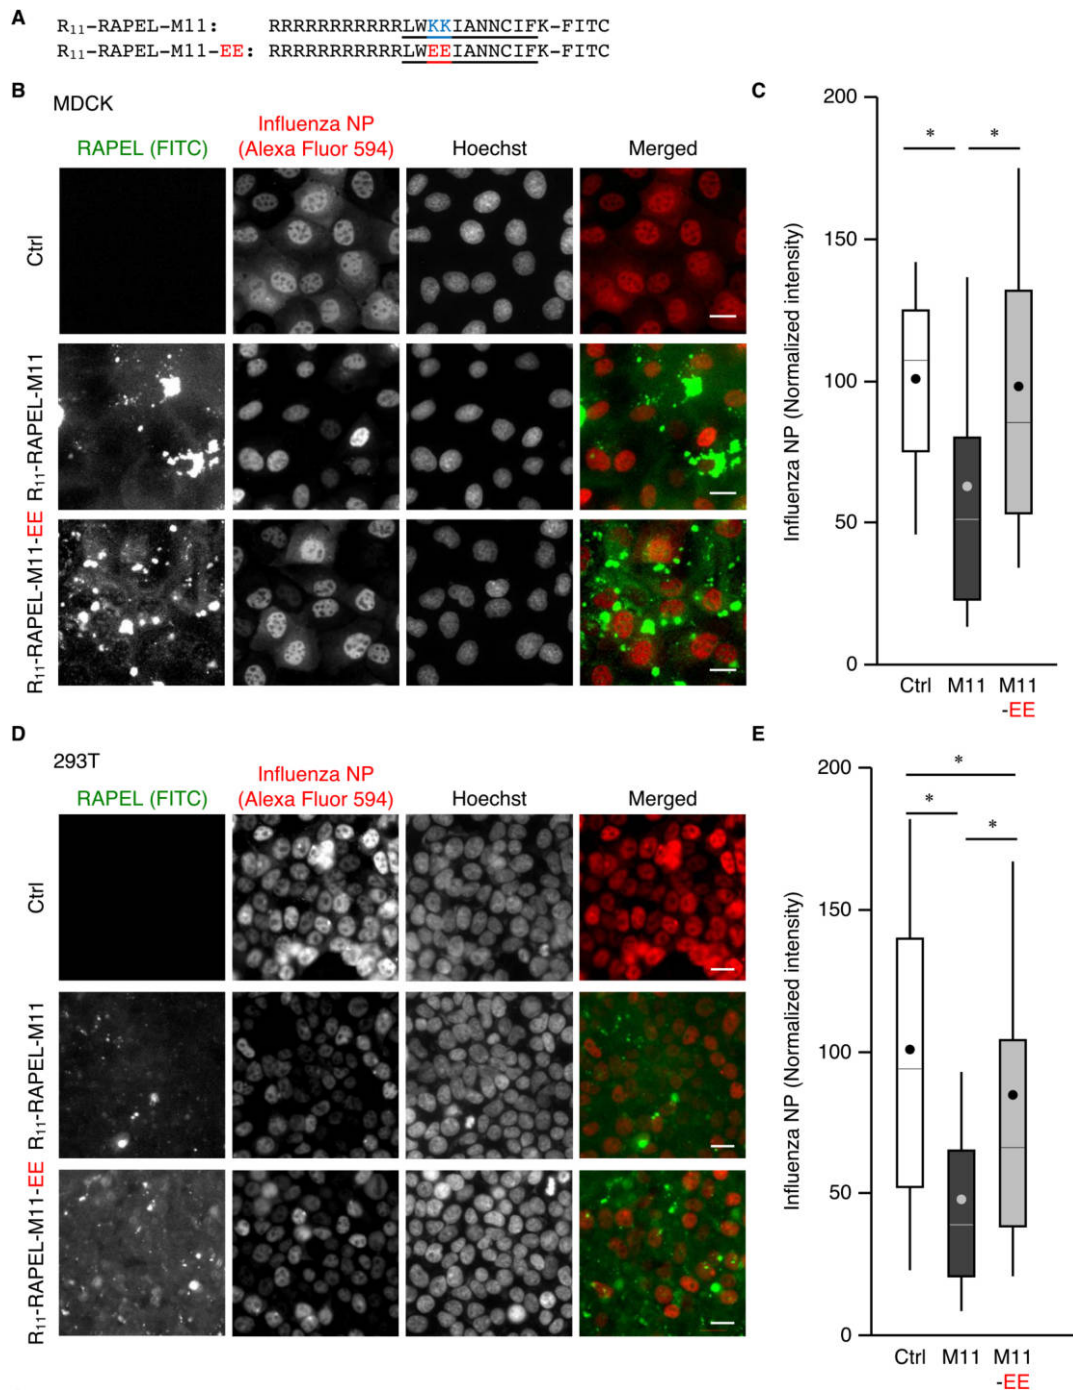 A
R₁₁-RAPEL-M11: RRRRRRRRRRRLWKKIANNCIFK-FITC
R₁₁-RAPEL-M11-EE: RRRRRRRRRRRLWEEIANNCIFK-FITC
B
MDCK
RAPEL (FITC)
Influenza NP
(Alexa Fluor 594)
Hoechst
Merged
Ctrl
R₁₁-RAPEL-M11
R₁₁-RAPEL-M11-EE
C
Influenza NP (Normalized intensity)
200
150
100
50
0
*
*
Ctrl
M11
M11
-EE
D
293T
RAPEL (FITC)
Influenza NP
(Alexa Fluor 594)
Hoechst
Merged
Ctrl
R₁₁-RAPEL-M11
R₁₁-RAPEL-M11-EE
E
Influenza NP (Normalized intensity)
200
150
100
50
0
*
*
*
Ctrl
M11
M11
-EE